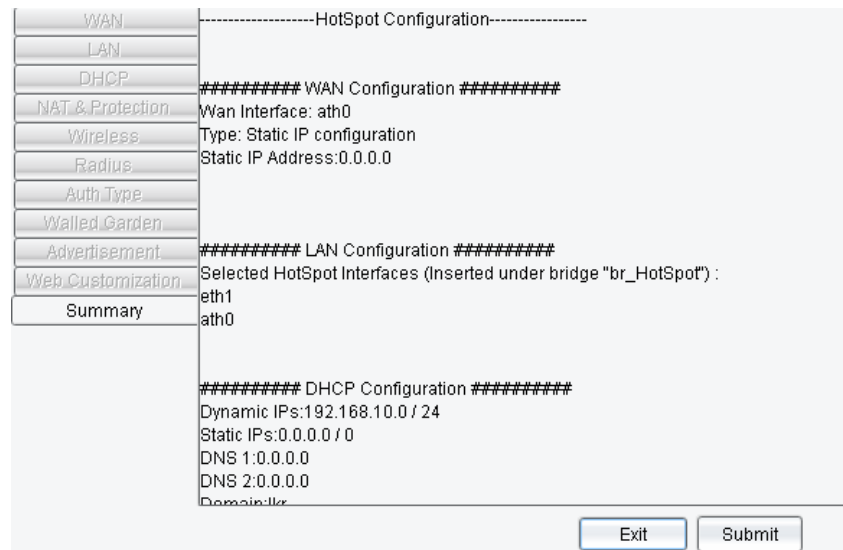 WAN
LAN
DHCP
NAT & Protection
Wireless
Radius
Auth Type
Walled Garden
Advertisement
Web Customization
Summary
-------------------HotSpot Configuration----------------
########## WAN Configuration ##########
Wan Interface: ath0
Type: Static IP configuration
Static IP Address:0.0.0.0
########## LAN Configuration ##########
Selected HotSpot Interfaces (Inserted under bridge "br_HotSpot") :
eth1
ath0
########## DHCP Configuration ##########
Dynamic IPs:192.168.10.0 / 24
Static IPs:0.0.0.0 / 0
DNS 1:0.0.0.0
DNS 2:0.0.0.0
Exit
Submit